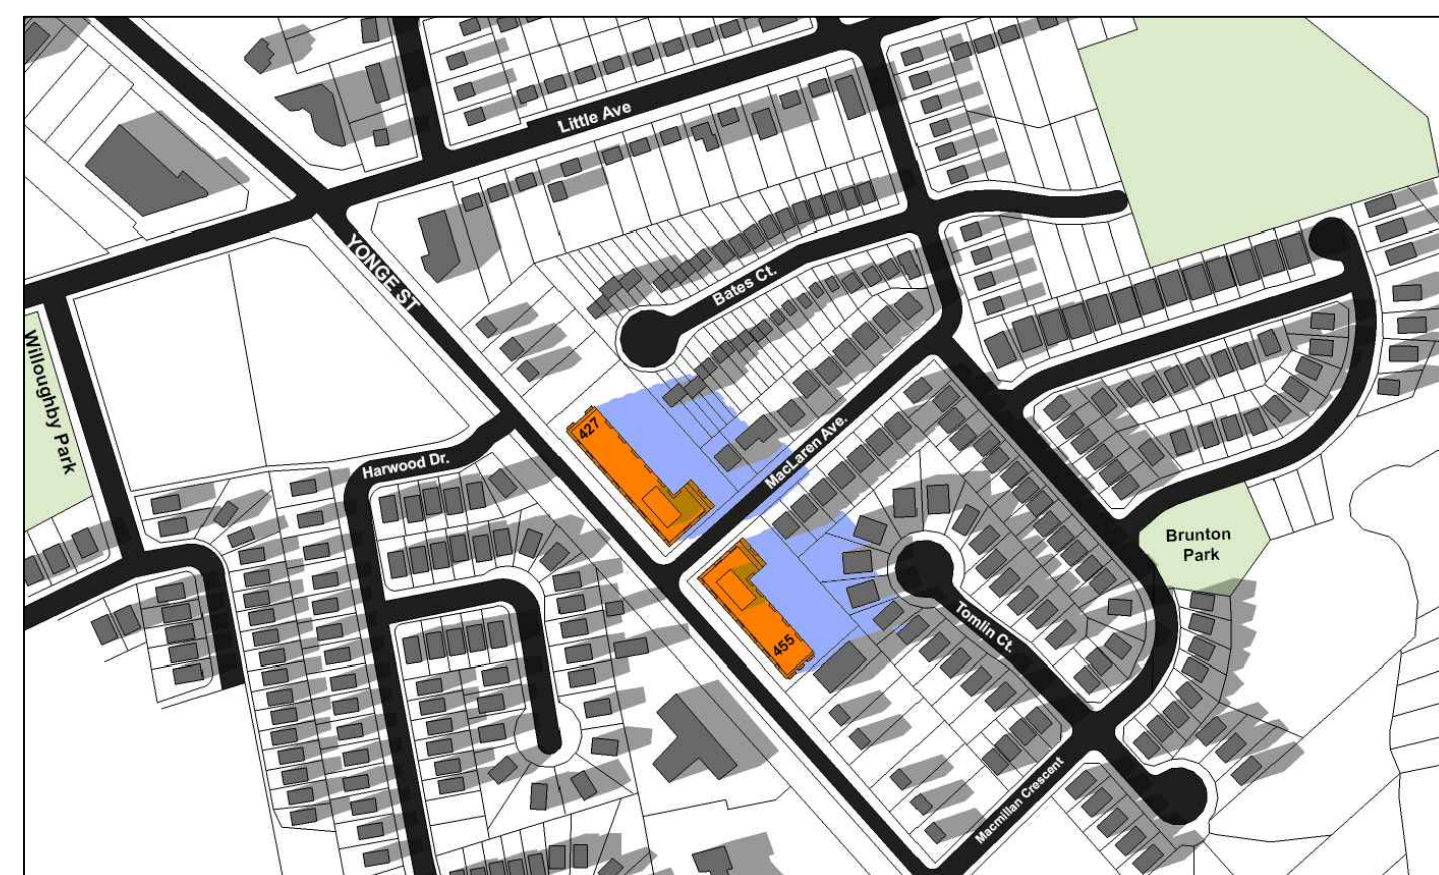 Little Ave
YONGE ST
Bates Ct.
Willoughby Park
427
MacLaren Ave.
Harwood Dr.
Brunton
Park
455
Tomlin Ct.
Macmillan Crescent